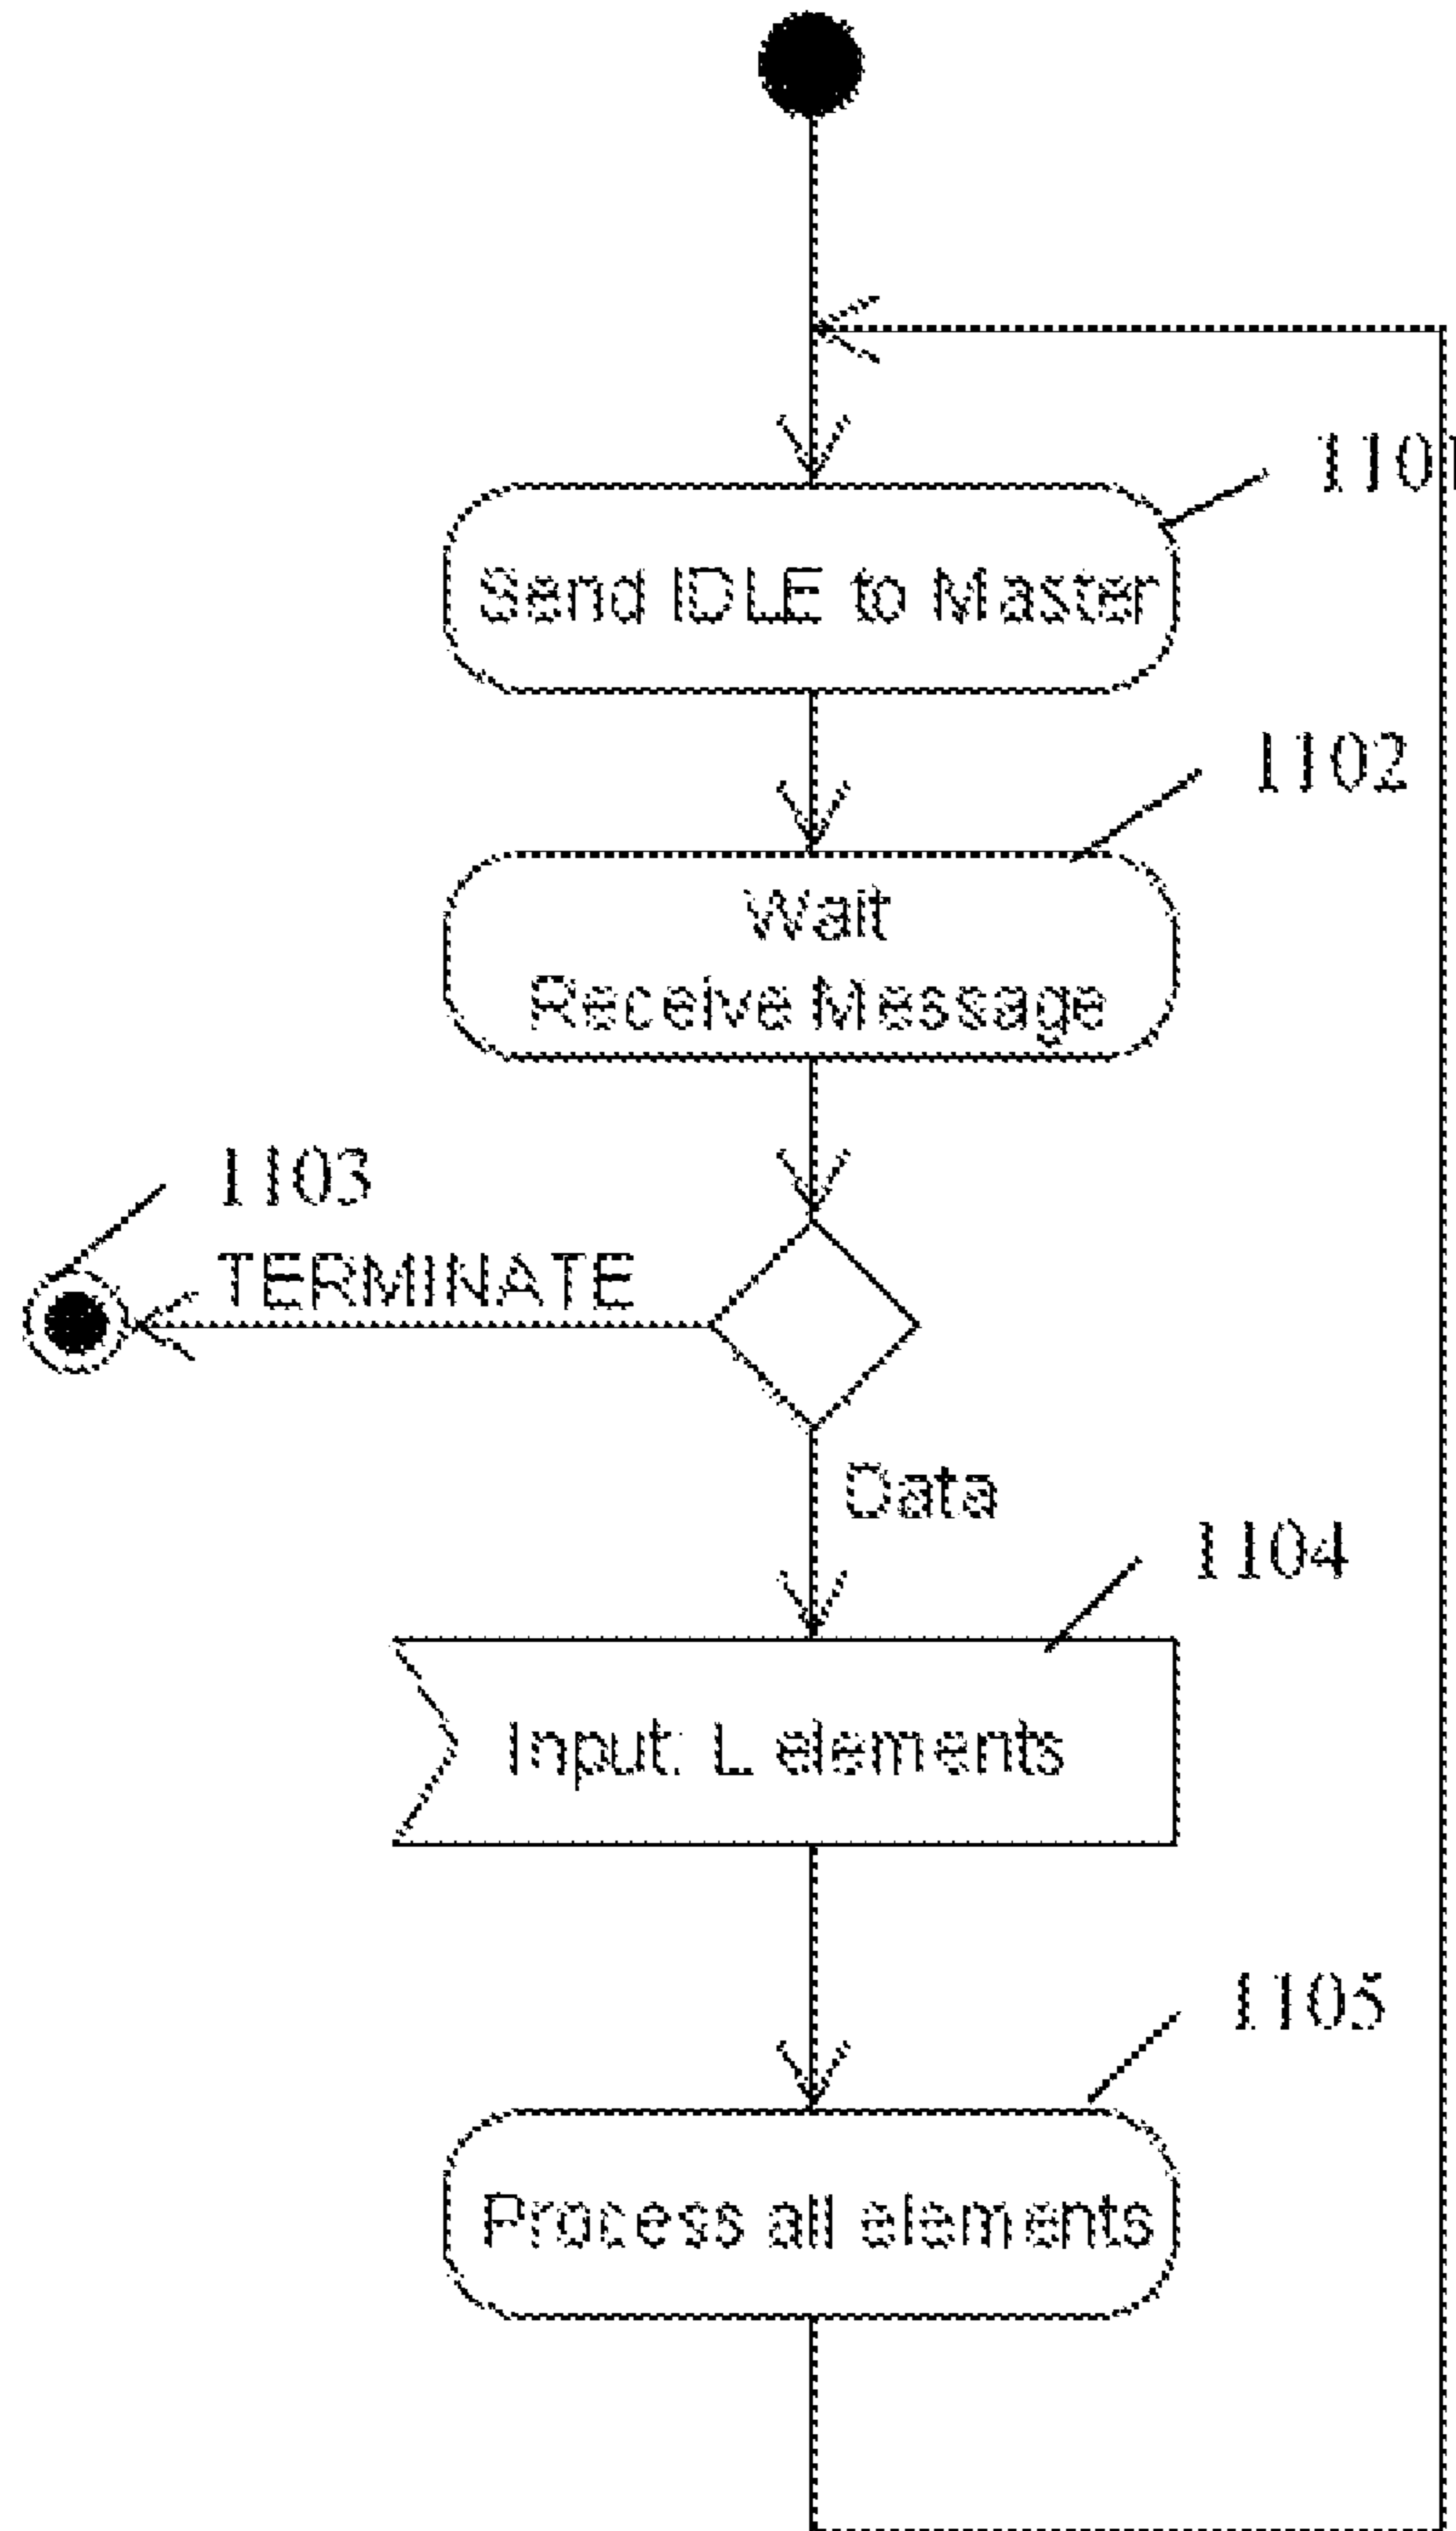 1101
Send IDLE to Master
1102
Wait
Receive Message
1103
TERMINATE
Data
1104
Input: L elements
1105
Process all elements